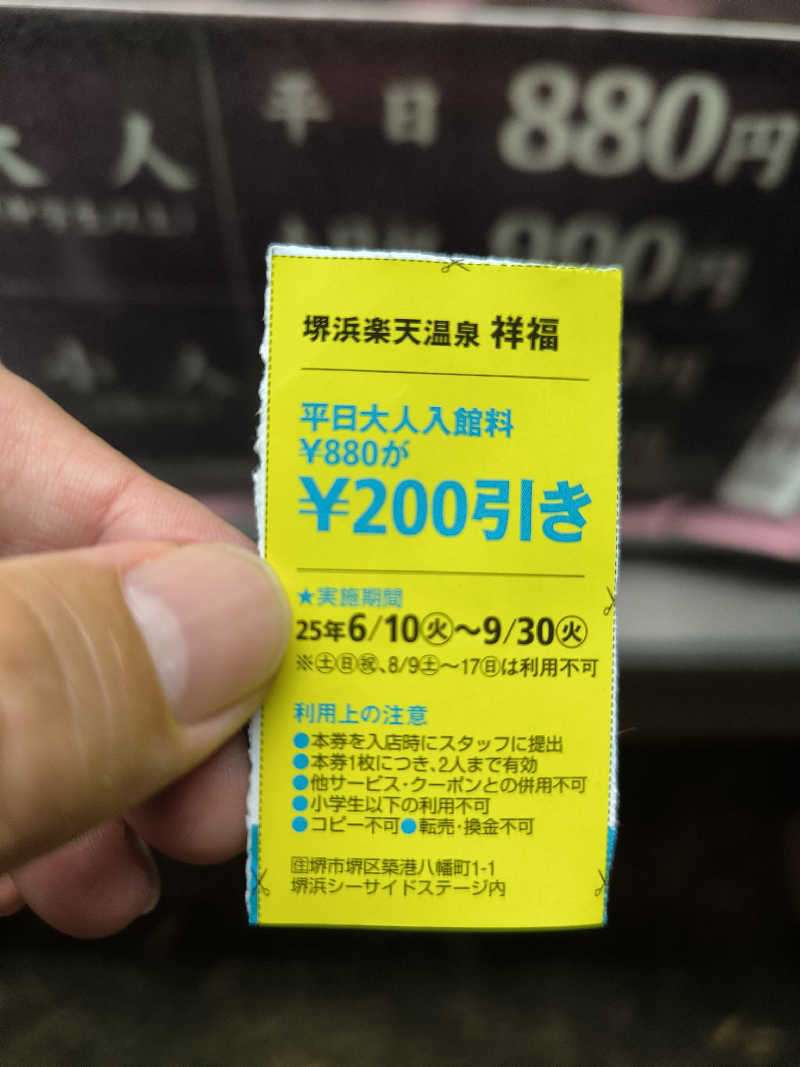 大人
平日
880円
堺浜楽天温泉 祥福
平日大人入館料
¥880が
¥200引き
★実施期間
25年6/10㊋〜9/30㊋
※㊏㊐㊗、8/9㊏〜17㊐は利用不可
利用上の注意
●本券を入店時にスタッフに提出
●本券1枚につき、2人まで有効
●他サービス・クーポンとの併用不可
●小学生以下の利用不可
●コピー不可●転売・換金不可
㊟堺市堺区築港八幡町1-1
堺浜シーサイドステージ内